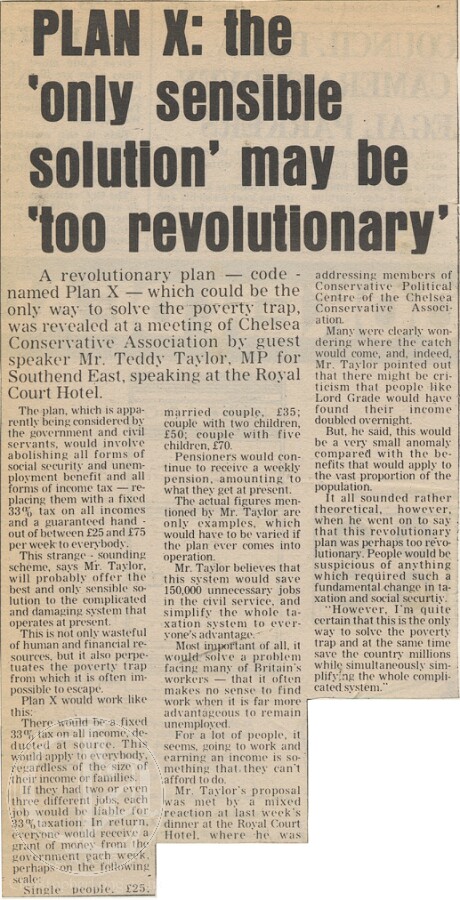 PLAN X: the
'only sensible
solution' may be
'too revolutionary'
A revolutionary plan — code -
named Plan X — which could be the
only way to solve the poverty trap,
was revealed at a meeting of Chelsea
Conservative Association by guest
speaker Mr. Teddy Taylor, MP for
Southend East, speaking at the Royal
Court Hotel.
The plan, which is appa-
rently being considered by
the government and civil
servants, would involve
abolishing all forms of
social security and unem-
ployment benefit and all
forms of income tax — re-
placing them with a fixed
33% tax on all incomes
and a guaranteed hand -
out of between £25 and £75
per week to everybody.
This strange - sounding
scheme, says Mr. Taylor,
will probably offer the
best and only sensible so-
lution to the complicated
and damaging system that
operates at present.
This is not only wasteful
of human and financial re-
sources, but it also perpe-
tuates the poverty trap
from which it is often im-
possible to escape.
Plan X would work like
this:
There would be a fixed
33% tax on all income, de-
ducted at source. This
would apply to everybody,
regardless of the size of
their income or families.
If they had two or even
three different jobs, each
job would be liable for
33% taxation. In return,
everyone would receive a
grant of money from the
government each week,
perhaps on the following
scale:
Single people, £25,
married couple, £35;
couple with two children,
£50; couple with five
children, £70.
Pensioners would con-
tinue to receive a weekly
pension, amounting to
what they get at present.
The actual figures men-
tioned by Mr. Taylor are
only examples, which
would have to be varied if
the plan ever comes into
operation.
Mr. Taylor believes that
this system would save
150,000 unnecessary jobs
in the civil service, and
simplify the whole ta-
xation system to ever-
yone's advantage.
Most important of all, it
would solve a problem
facing many of Britain's
workers — that it often
makes no sense to find
work when it is far more
advantageous to remain
unemployed.
For a lot of people, it
seems, going to work and
earning an income is so-
mething that they can't
afford to do.
Mr. Taylor's proposal
was met by a mixed
reaction at last week's
dinner at the Royal Court
Hotel, where he was
addressing members of
Conservative Political
Centre of the Chelsea
Conservative Associ-
ation.
Many were clearly won-
dering where the catch
would come, and, indeed,
Mr. Taylor pointed out
that there might be cri-
ticism that people like
Lord Grade would have
found their income
doubled overnight.
But, he said, this would
be a very small anomaly
compared with the be-
nefits that would apply to
the vast proportion of the
population.
It all sounded rather
theoretical, however,
when he went on to say
that this revolutionary
plan was perhaps too revo-
lutionary. People would be
suspicious of anything
which required such a
fundamental change in ta-
xation and social security.
"However, I'm quite
certain that this is the only
way to solve the poverty
trap and at the same time
save the country millions
while simultaneously sim-
plifying the whole compli-
cated system."